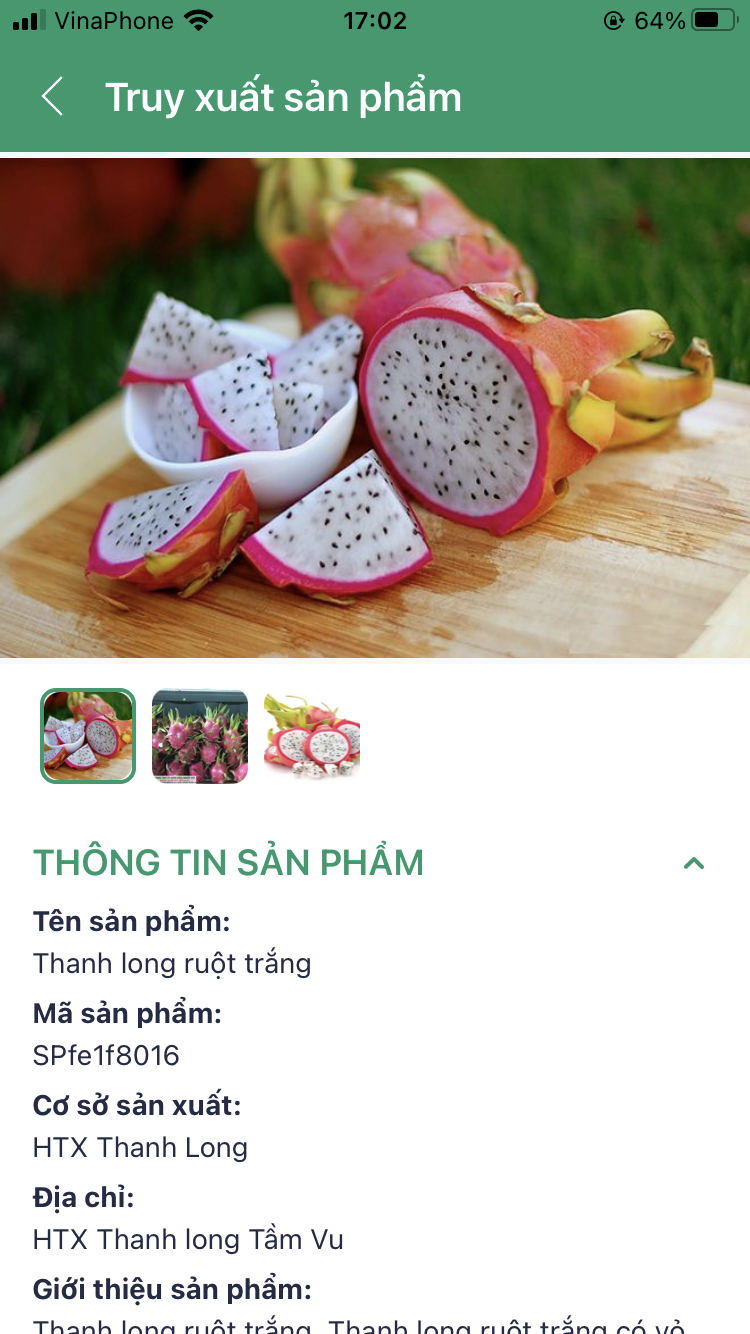 VinaPhone 17:02 64%
Truy xuất sản phẩm
THÔNG TIN SẢN PHẨM
Tên sản phẩm:
Thanh long ruột trắng
Mã sản phẩm:
SPfe1f8016
Cơ sở sản xuất:
HTX Thanh Long
Địa chỉ:
HTX Thanh long Tầm Vu
Giới thiệu sản phẩm:
Thanh long ruột trắng Thanh long ruột trắng có vỏ